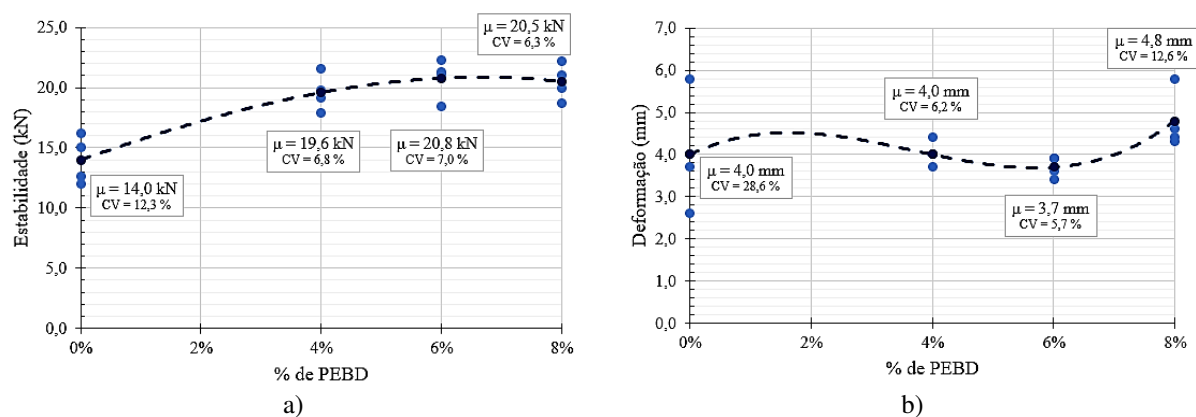 25,0
20,0
15,0
10,0
5,0
0,0
Estabilidade (kN)
μ = 20,5 kN
CV = 6,3 %
μ = 19,6 kN
CV = 6,8 %
μ = 20,8 kN
CV = 7,0 %
μ = 14,0 kN
CV = 12,3 %
0%
2%
4%
6%
8%
% de PEBD
a)
7,0
6,0
5,0
4,0
3,0
2,0
1,0
0,0
Deformação (mm)
μ = 4,8 mm
CV = 12,6 %
μ = 4,0 mm
CV = 6,2 %
μ = 4,0 mm
CV = 28,6 %
μ = 3,7 mm
CV = 5,7 %
0%
2%
4%
6%
8%
% de PEBD
b)